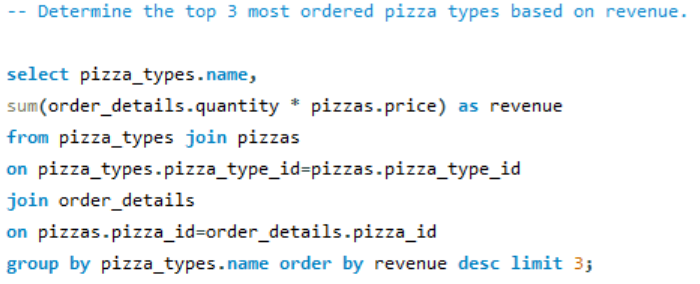 -- Determine the top 3 most ordered pizza types based on revenue.
select pizza_types.name,
sum(order_details.quantity * pizzas.price) as revenue
from pizza_types join pizzas
on pizza_types.pizza_type_id=pizzas.pizza_type_id
join order_details
on pizzas.pizza_id=order_details.pizza_id
group by pizza_types.name order by revenue desc limit 3;